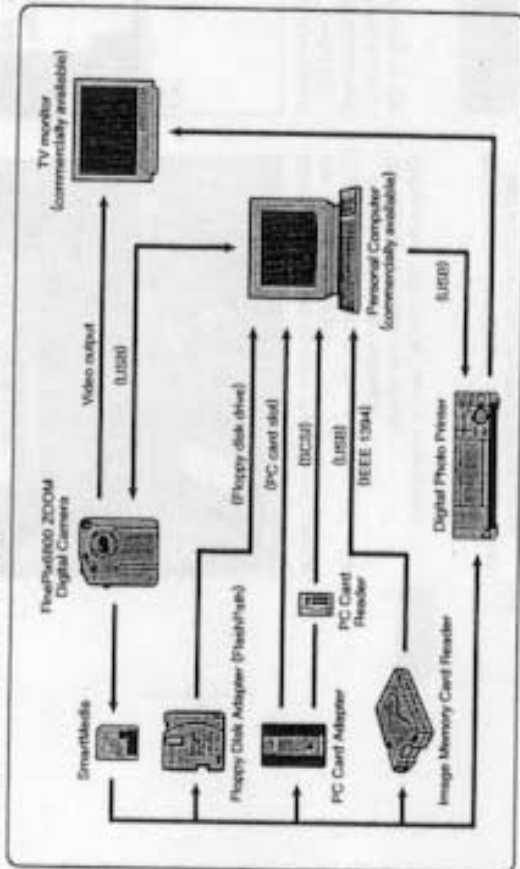 TV monitor
(commercially available)
Video output
(USB)
FinePix6800 ZOOM
Digital Camera
SmartMedia
Personal Computer
(commercially available)
(Floppy disk drive)
Floppy Disk Adapter (FlashPath)
(PC card slot)
(SCSI)
PC Card
Reader
PC Card Adapter
(USB)
(IEEE 1394)
Image Memory Card Reader
(USB)
Digital Photo Printer